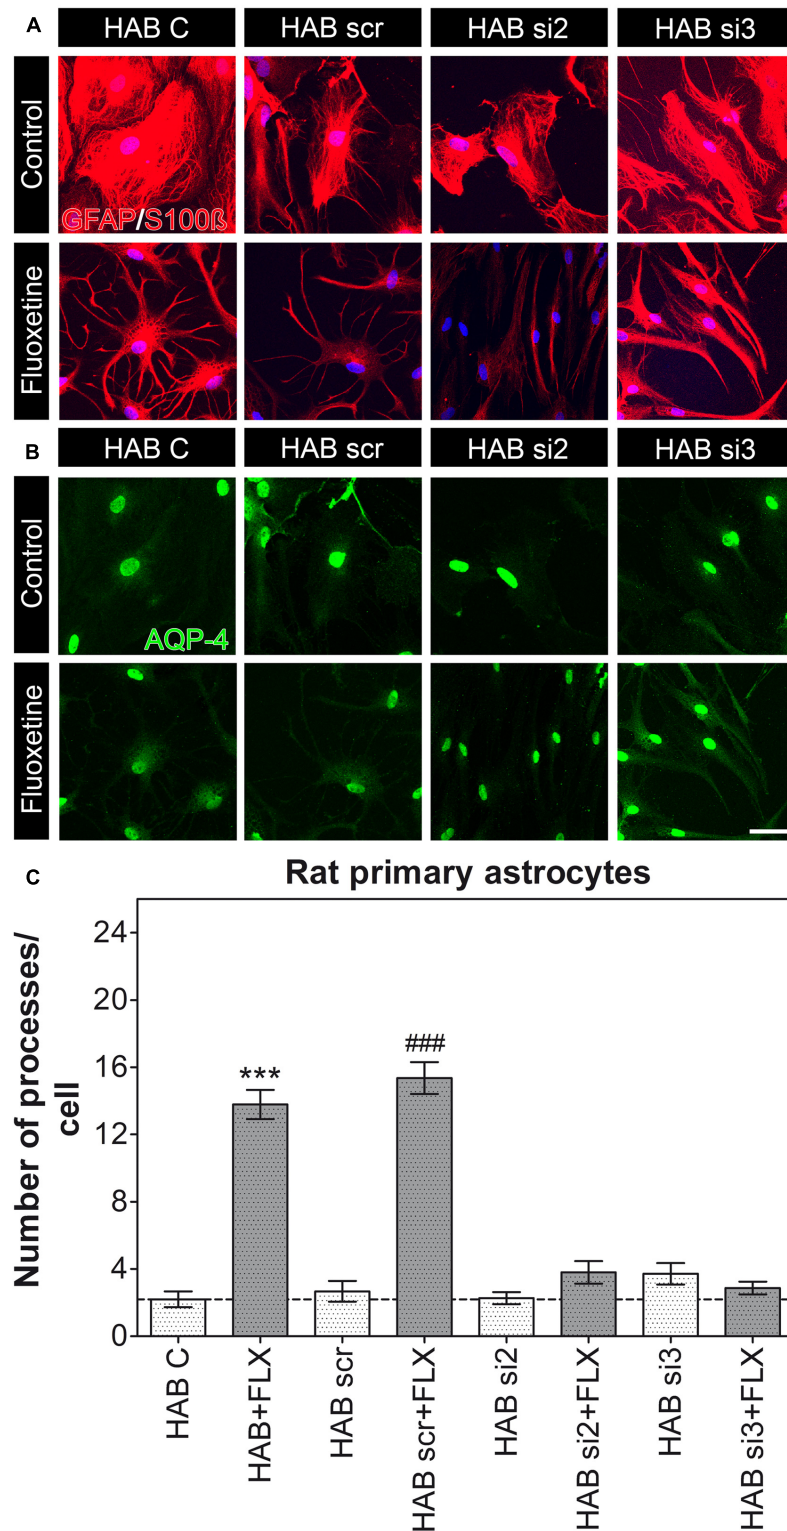 A
HAB C
HAB scr
HAB si2
HAB si3
Control
GFAP/S100ß
Fluoxetine
B
HAB C
HAB scr
HAB si2
HAB si3
Control
AQP-4
Fluoxetine
C
Rat primary astrocytes
Number of processes/
cell
24
20
16
12
8
4
0
***
###
HAB C
HAB+FLX
HAB scr
HAB scr+FLX
HAB si2
HAB si2+FLX
HAB si3
HAB si3+FLX